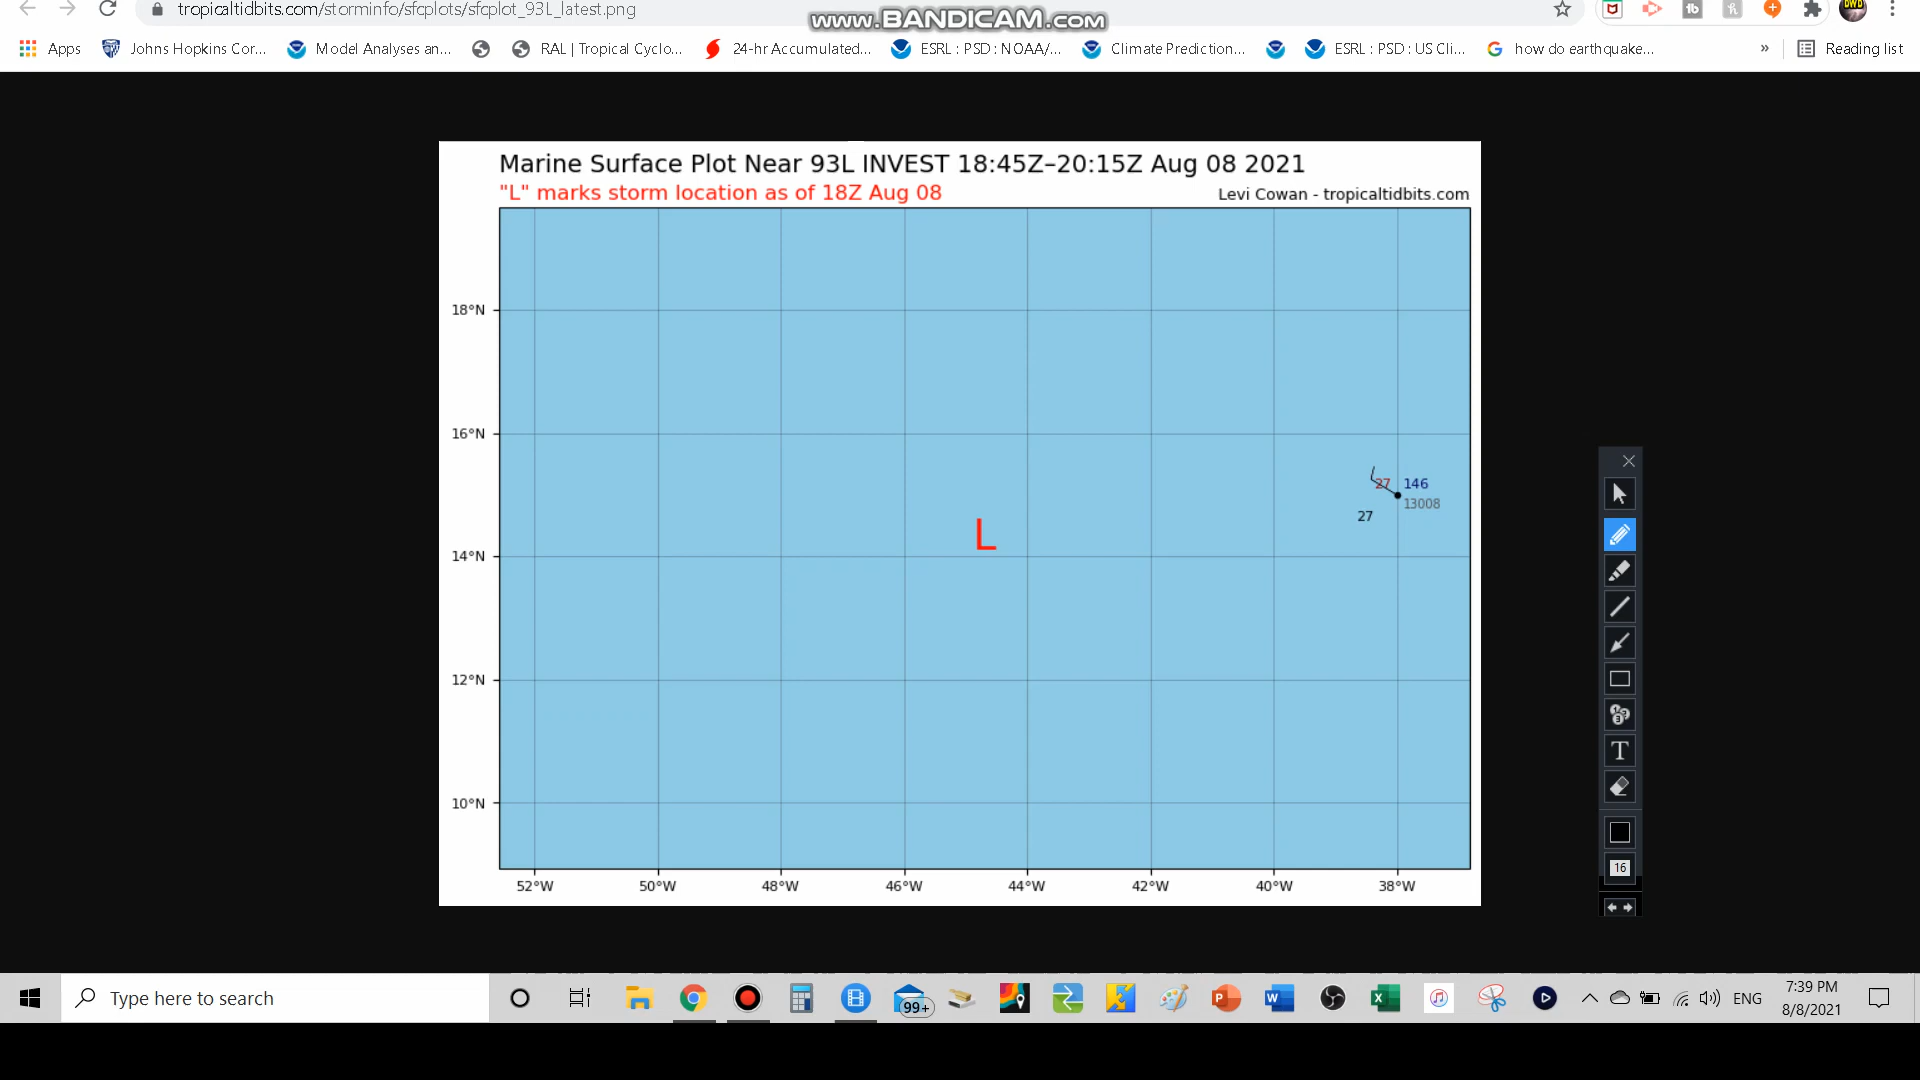 tropicaltidbits.com/storminfo/sfcplots/sfcplot_93L_latest.png
www.BANDICAM.com
Apps
Johns Hopkins Cor...
Model Analyses an...
RAL | Tropical Cyclo...
24-hr Accumulated...
ESRL : PSD : NOAA/...
Climate Prediction...
ESRL : PSD : US Cli...
how do earthquake...
»
Reading list
Marine Surface Plot Near 93L INVEST 18:45Z–20:15Z Aug 08 2021
"L" marks storm location as of 18Z Aug 08
Levi Cowan - tropicaltidbits.com
18°N
16°N
27 146
13008
27
L
14°N
12°N
10°N
52°W 50°W 48°W 46°W 44°W 42°W 40°W 38°W
T
16
Type here to search
99+
ENG
7:39 PM
8/8/2021